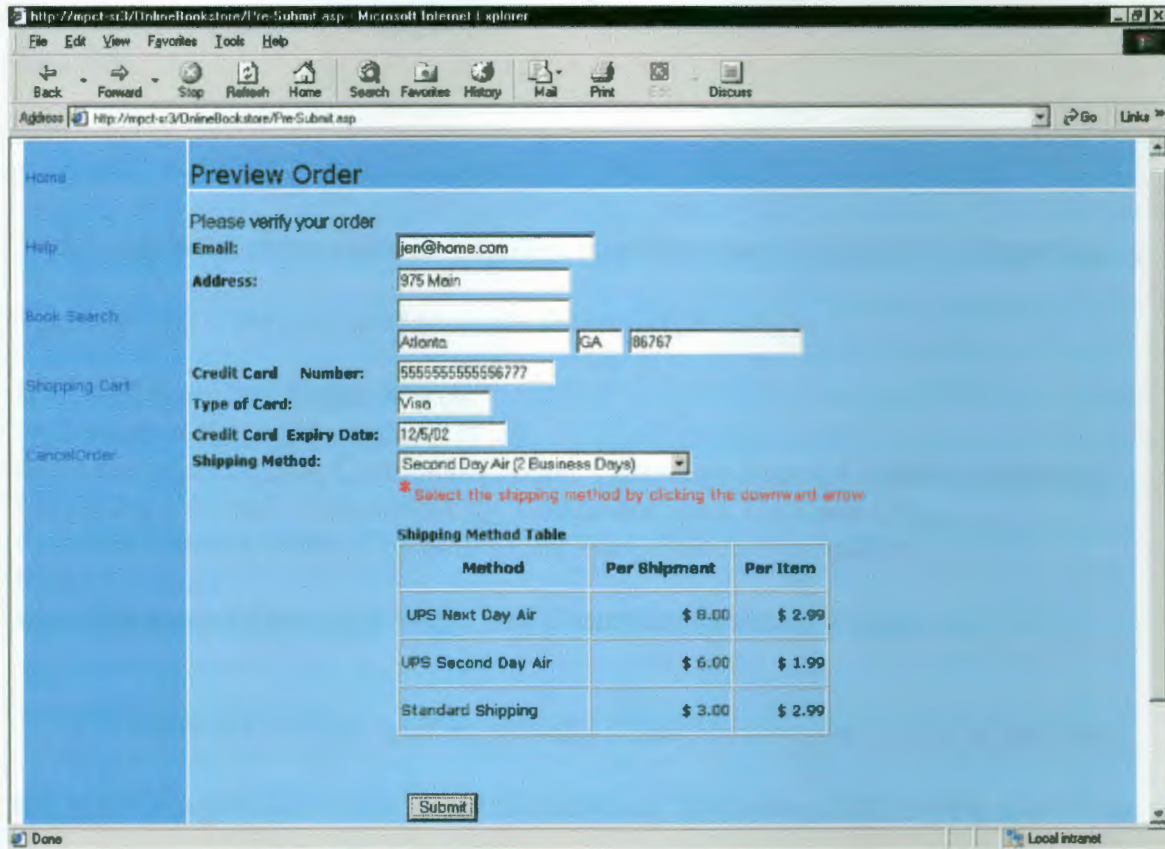 http://mpct-sr3/OnlineBookstore/Pre-Submit.asp - Microsoft Internet Explorer
File Edit View Favorites Tools Help
Back Forward Stop Refresh Home Search Favorites History Mail Print Edit Discuss
Address http://mpct-sr3/OnlineBookstore/Pre-Submit.asp Go Links »
Home
Preview Order
Please verify your order
Help
Email: jen@home.com
Address: 975 Main
Book Search
Atlanta GA 86767
Credit Card Number: 5555555555556777
Shopping Cart
Type of Card: Visa
Credit Card Expiry Date: 12/5/02
CancelOrder
Shipping Method: Second Day Air (2 Business Days)
* Select the shipping method by clicking the downward arrow
Shipping Method Table
Method Per Shipment Per Item
UPS Next Day Air $ 8.00 $ 2.99
UPS Second Day Air $ 6.00 $ 1.99
Standard Shipping $ 3.00 $ 2.99
Submit
Done Local intranet